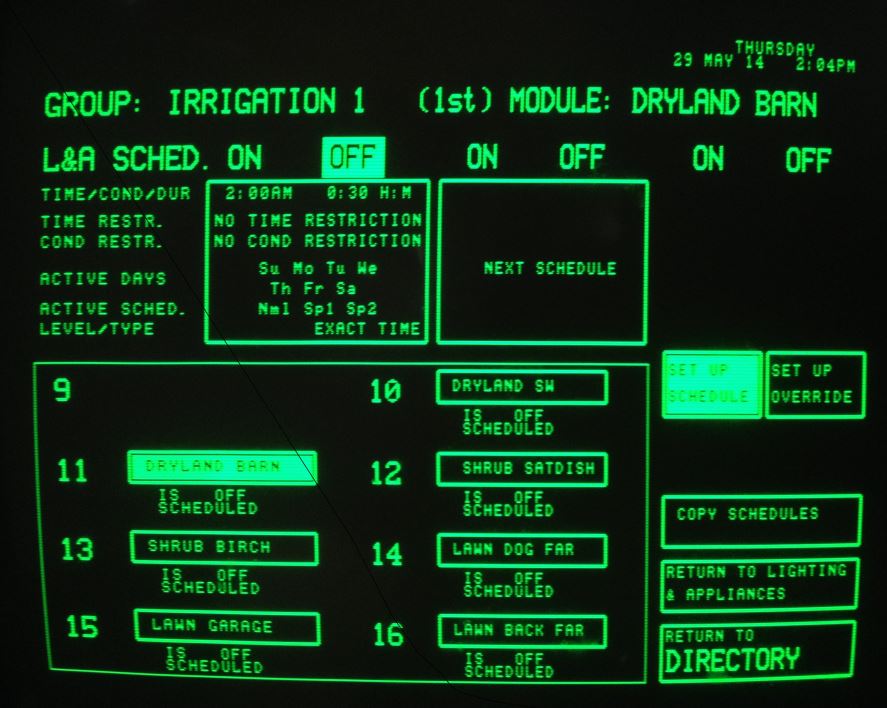 THURSDAY
29 MAY 14 2:04PM
GROUP: IRRIGATION 1 (1st) MODULE: DRYLAND BARN
L&A SCHED. ON OFF ON OFF ON OFF
TIME/COND/DUR 2:00AM 0:30 H:M
TIME RESTR. NO TIME RESTRICTION
COND RESTR. NO COND RESTRICTION
ACTIVE DAYS Su Mo Tu We
Th Fr Sa
ACTIVE SCHED. Nml Sp1 Sp2
LEVEL/TYPE EXACT TIME
NEXT SCHEDULE
SET UP
SCHEDULE
SET UP
OVERRIDE
9
10 DRYLAND SW
IS OFF
SCHEDULED
11 DRYLAND BARN
IS OFF
SCHEDULED
12 SHRUB SATDISH
IS OFF
SCHEDULED
13 SHRUB BIRCH
IS OFF
SCHEDULED
14 LAWN DOG FAR
IS OFF
SCHEDULED
15 LAWN GARAGE
IS OFF
SCHEDULED
16 LAWN BACK FAR
IS OFF
SCHEDULED
COPY SCHEDULES
RETURN TO LIGHTING
& APPLIANCES
RETURN TO
DIRECTORY